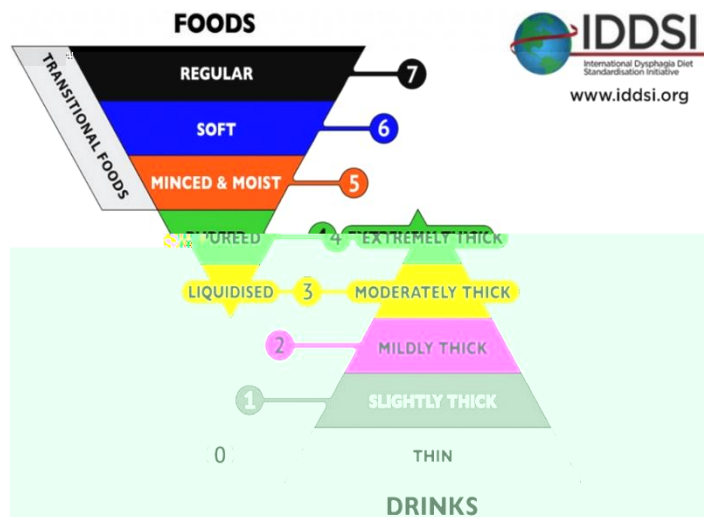 FOODS
IDDSI
International Dysphagia Diet
Standardisation Initiative
www.iddsi.org
TRANSITIONAL FOODS
REGULAR 7
SOFT 6
MINCED & MOIST 5
PUREED 4 EXTREMELY THICK
LIQUIDISED 3 MODERATELY THICK
2 MILDLY THICK
1 SLIGHTLY THICK
0 THIN
DRINKS